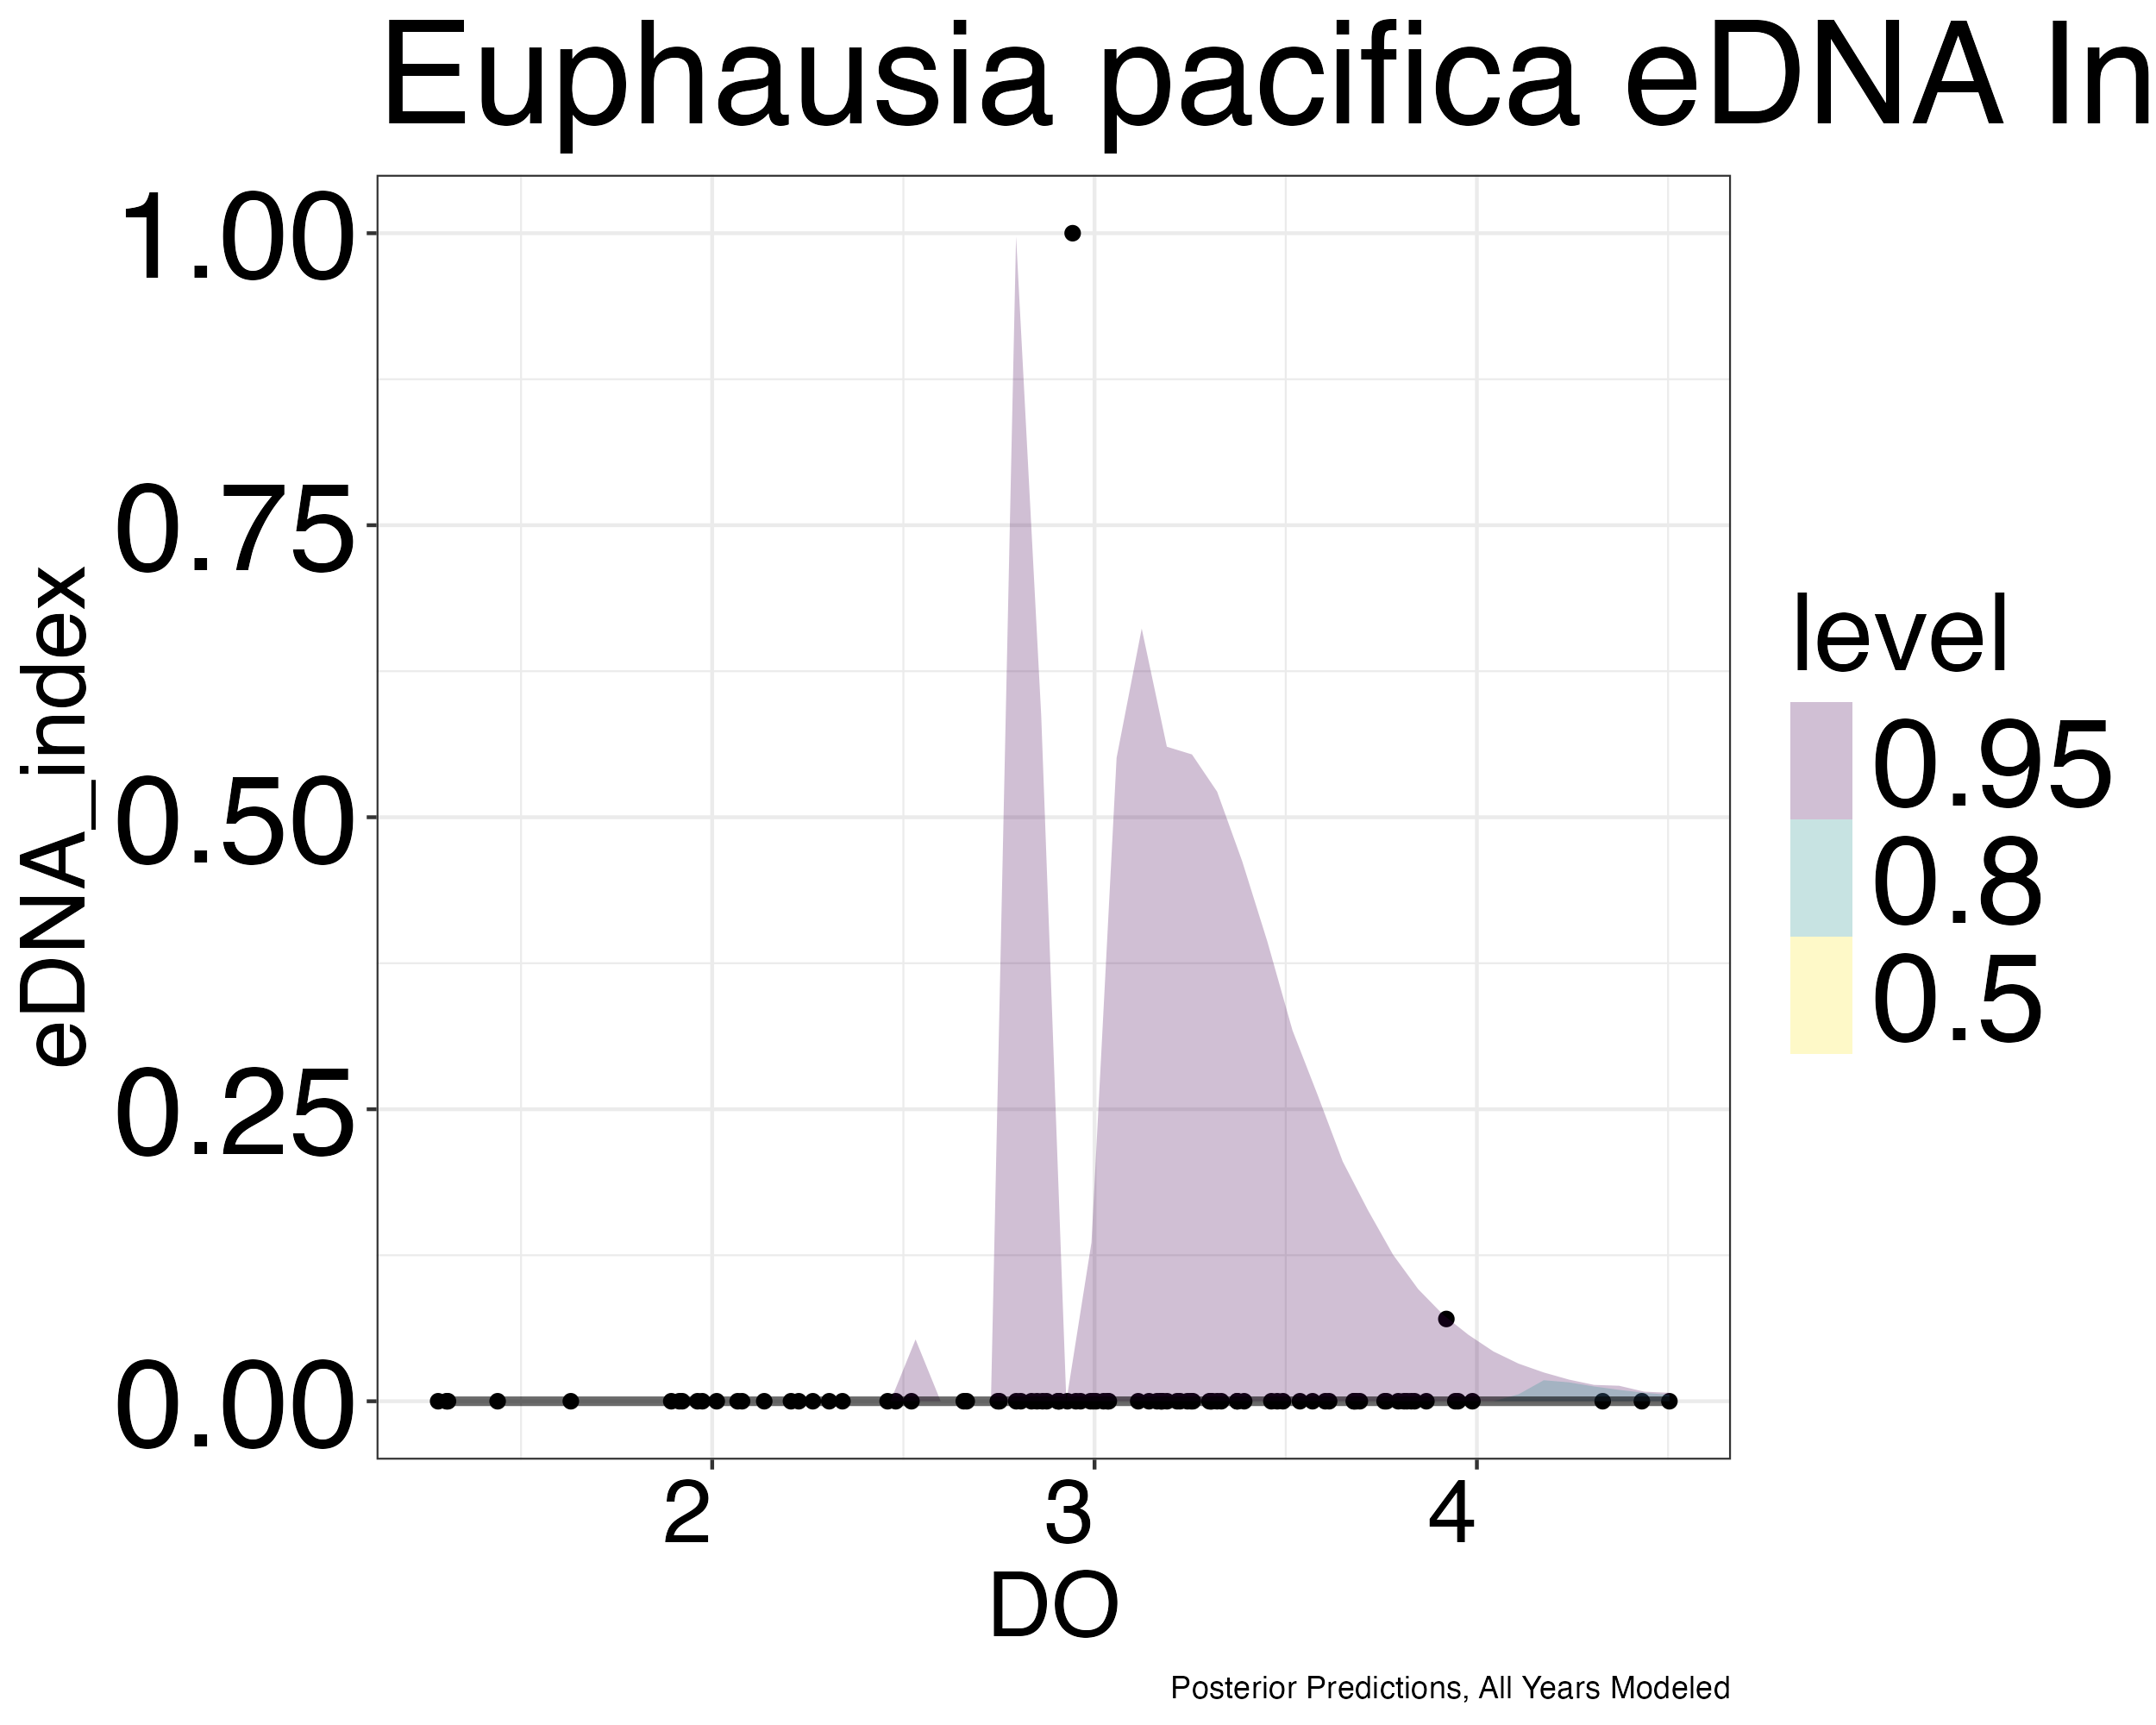 Euphausia pacifica eDNA In
1.00
0.75
0.50
0.25
0.00
eDNA_index
2 3 4
DO
level
0.95
0.8
0.5
Posterior Predictions, All Years Modeled